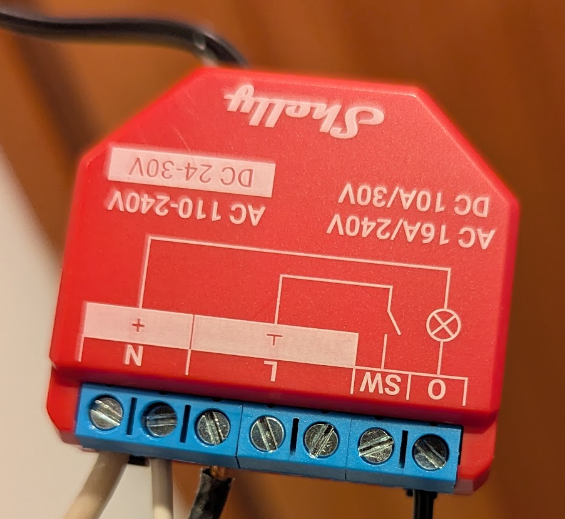 O SW L N
⊥ +
AC 16A/240V AC 110-240V
DC 10A/30V DC 24-30V
Shelly